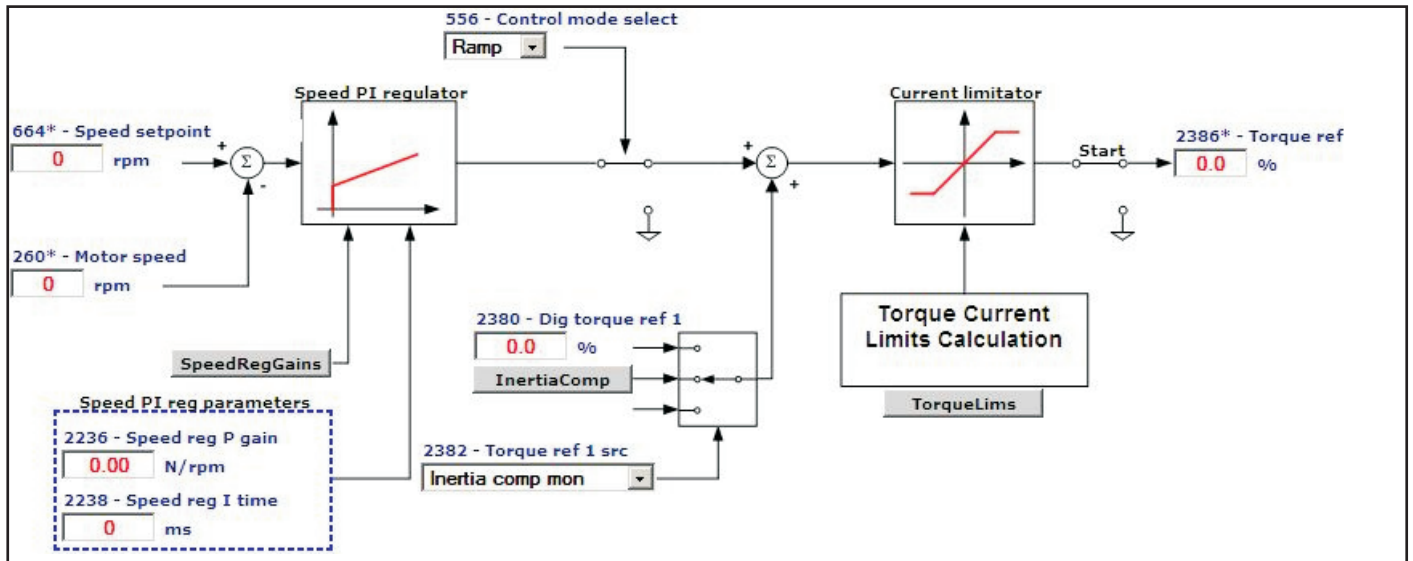 556 - Control mode select
Ramp
Speed PI regulator
Current limitator
664* - Speed setpoint
0 rpm
+
Σ
-
+
Σ
+
Start
2386* - Torque ref
0.0 %
260* - Motor speed
0 rpm
2380 - Dig torque ref 1
0.0 %
Torque Current
Limits Calculation
SpeedRegGains
InertiaComp
TorqueLims
Speed PI reg parameters
2236 - Speed reg P gain
0.00 N/rpm
2238 - Speed reg I time
0 ms
2382 - Torque ref 1 src
Inertia comp mon